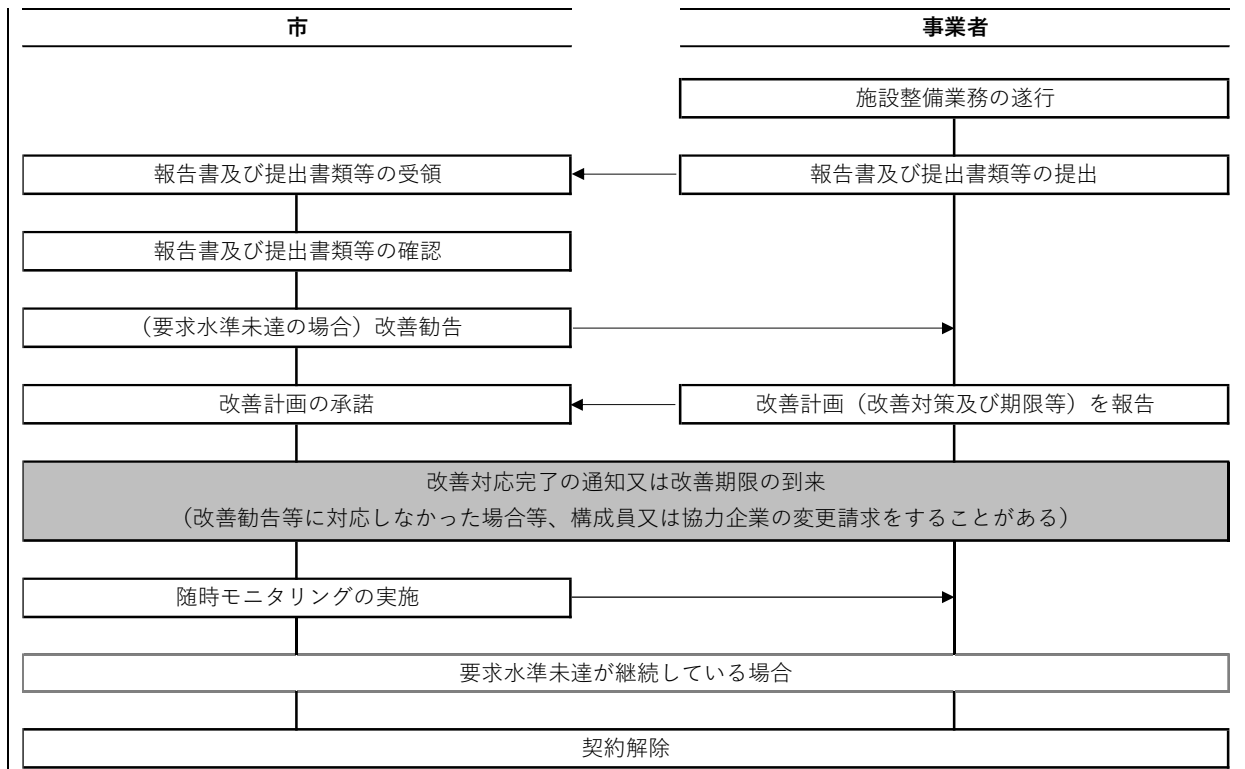 市
事業者
施設整備業務の遂行
報告書及び提出書類等の受領
報告書及び提出書類等の提出
報告書及び提出書類等の確認
（要求水準未達の場合）改善勧告
改善計画の承諾
改善計画（改善対策及び期限等）を報告
改善対応完了の通知又は改善期限の到来
（改善勧告等に対応しなかった場合等、構成員又は協力企業の変更請求をすることがある）
随時モニタリングの実施
要求水準未達が継続している場合
契約解除